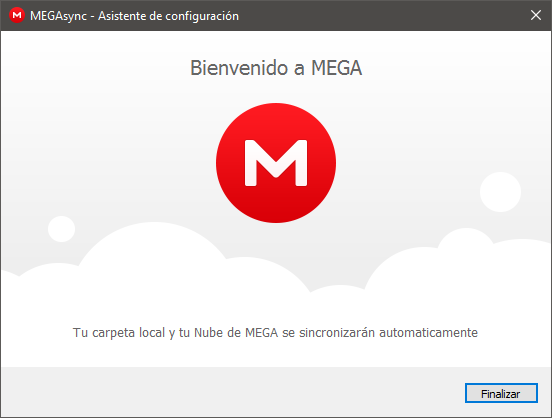 MEGAsync - Asistente de configuración
Bienvenido a MEGA
M
Tu carpeta local y tu Nube de MEGA se sincronizarán automaticamente
Finalizar